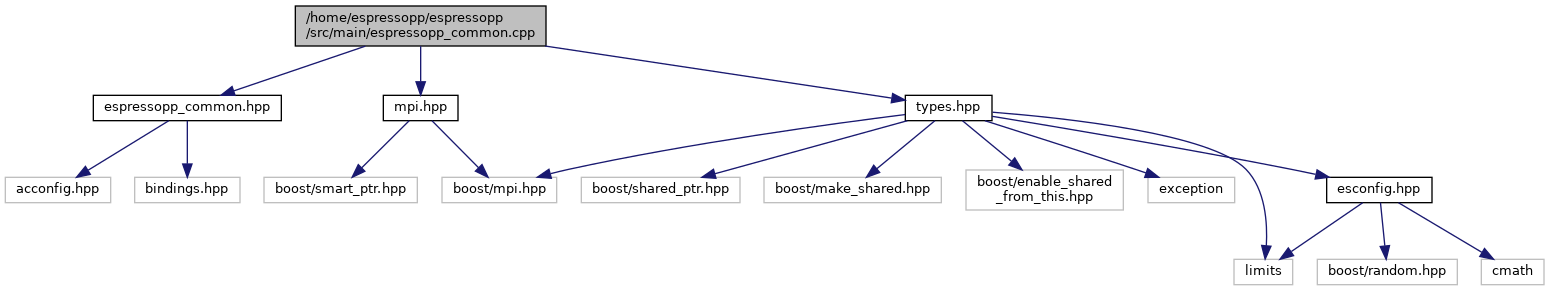 /home/espressopp/espressopp
/src/main/espressopp_common.cpp
espressopp_common.hpp
mpi.hpp
types.hpp
acconfig.hpp
bindings.hpp
boost/smart_ptr.hpp
boost/mpi.hpp
boost/shared_ptr.hpp
boost/make_shared.hpp
boost/enable_shared
_from_this.hpp
exception
esconfig.hpp
limits
boost/random.hpp
cmath